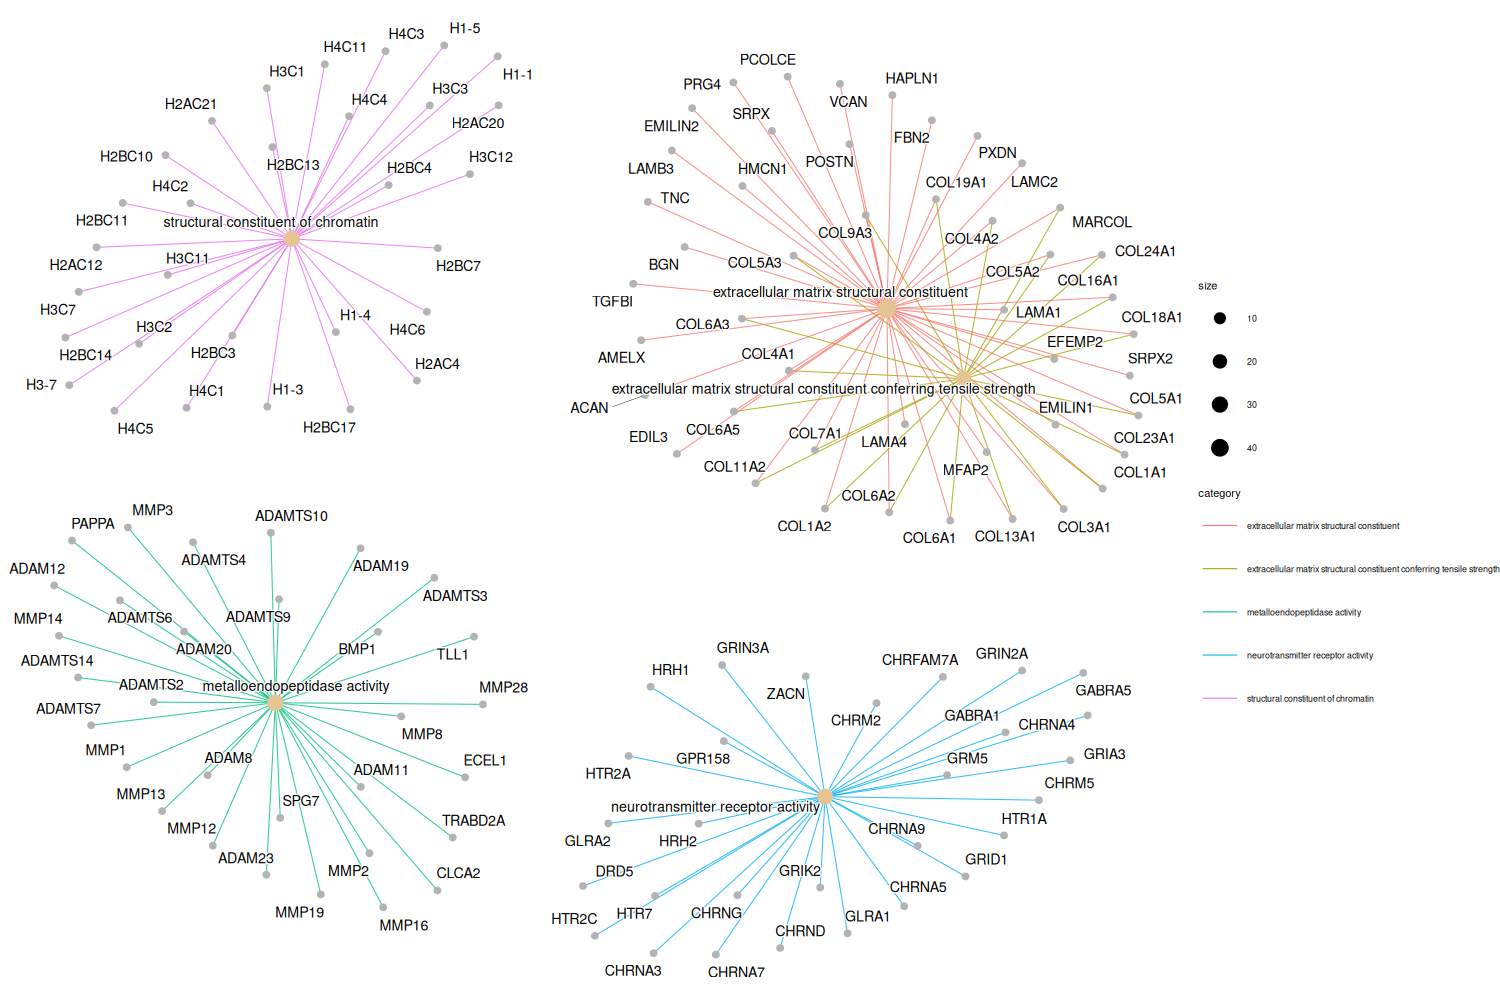 H1-5
H4C3
H4C11
H3C1
H1-1
H3C3
H4C4
H2AC21
H2AC20
H2BC10
H2BC13
H2BC4
H3C12
H4C2
H2BC11
structural constituent of chromatin
H2AC12
H3C11
H2BC7
H3C7
H1-4
H3C2
H4C6
H2BC14
H2BC3
H2AC4
H3-7
H4C1
H1-3
H4C5
H2BC17
PCOLCE
PRG4
HAPLN1
VCAN
SRPX
EMILIN2
FBN2
PXDN
POSTN
LAMB3
HMCN1
COL19A1
LAMC2
TNC
MARCOL
COL9A3
COL4A2
COL24A1
BGN
COL5A3
COL5A2
COL16A1
extracellular matrix structural constituent
TGFBI
LAMA1
COL18A1
COL6A3
EFEMP2
AMELX
COL4A1
SRPX2
extracellular matrix structural constituent conferring tensile strength
ACAN
COL5A1
EMILIN1
EDIL3
COL6A5
COL7A1
LAMA4
COL23A1
COL11A2
MFAP2
COL1A1
COL6A2
COL1A2
COL6A1
COL13A1
COL3A1
PAPPA
MMP3
ADAMTS10
ADAMTS4
ADAM19
ADAM12
ADAMTS3
MMP14
ADAMTS6
ADAMTS9
ADAM20
BMP1
TLL1
ADAMTS14
ADAMTS2
metalloendopeptidase activity
MMP28
ADAMTS7
MMP8
MMP1
ADAM8
ECEL1
ADAM11
MMP13
SPG7
MMP12
TRABD2A
ADAM23
MMP2
CLCA2
MMP19
MMP16
GRIN3A
HRH1
CHRFAM7A
GRIN2A
ZACN
GABRA5
CHRM2
GABRA1
CHRNA4
GPR158
GRM5
GRIA3
HTR2A
CHRM5
neurotransmitter receptor activity
HTR1A
GLRA2
HRH2
CHRNA9
GRID1
DRD5
GRIK2
CHRNA5
HTR2C
HTR7
CHRNG
GLRA1
CHRND
CHRNA3
CHRNA7
size
10
20
30
40
category
extracellular matrix structural constituent
extracellular matrix structural constituent conferring tensile strength
metalloendopeptidase activity
neurotransmitter receptor activity
structural constituent of chromatin